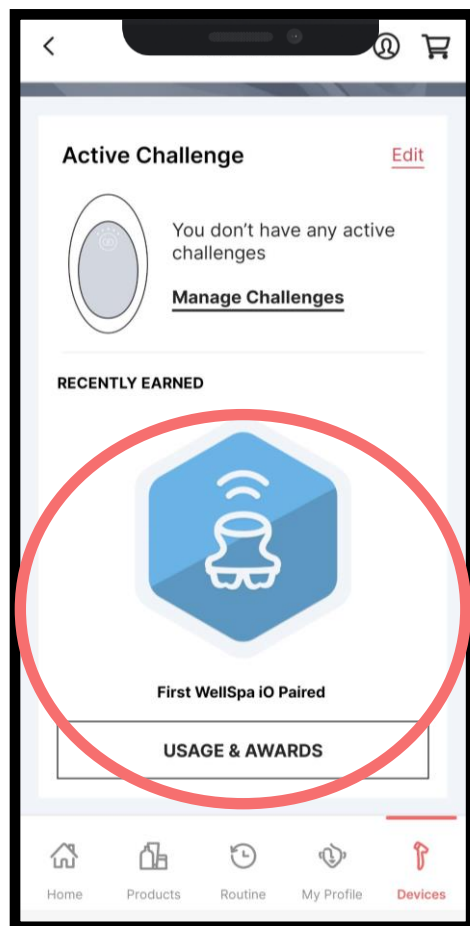 Active Challenge
Edit
You don't have any active
challenges
Manage Challenges
RECENTLY EARNED
First WellSpa iO Paired
USAGE & AWARDS
Home
Products
Routine
My Profile
Devices